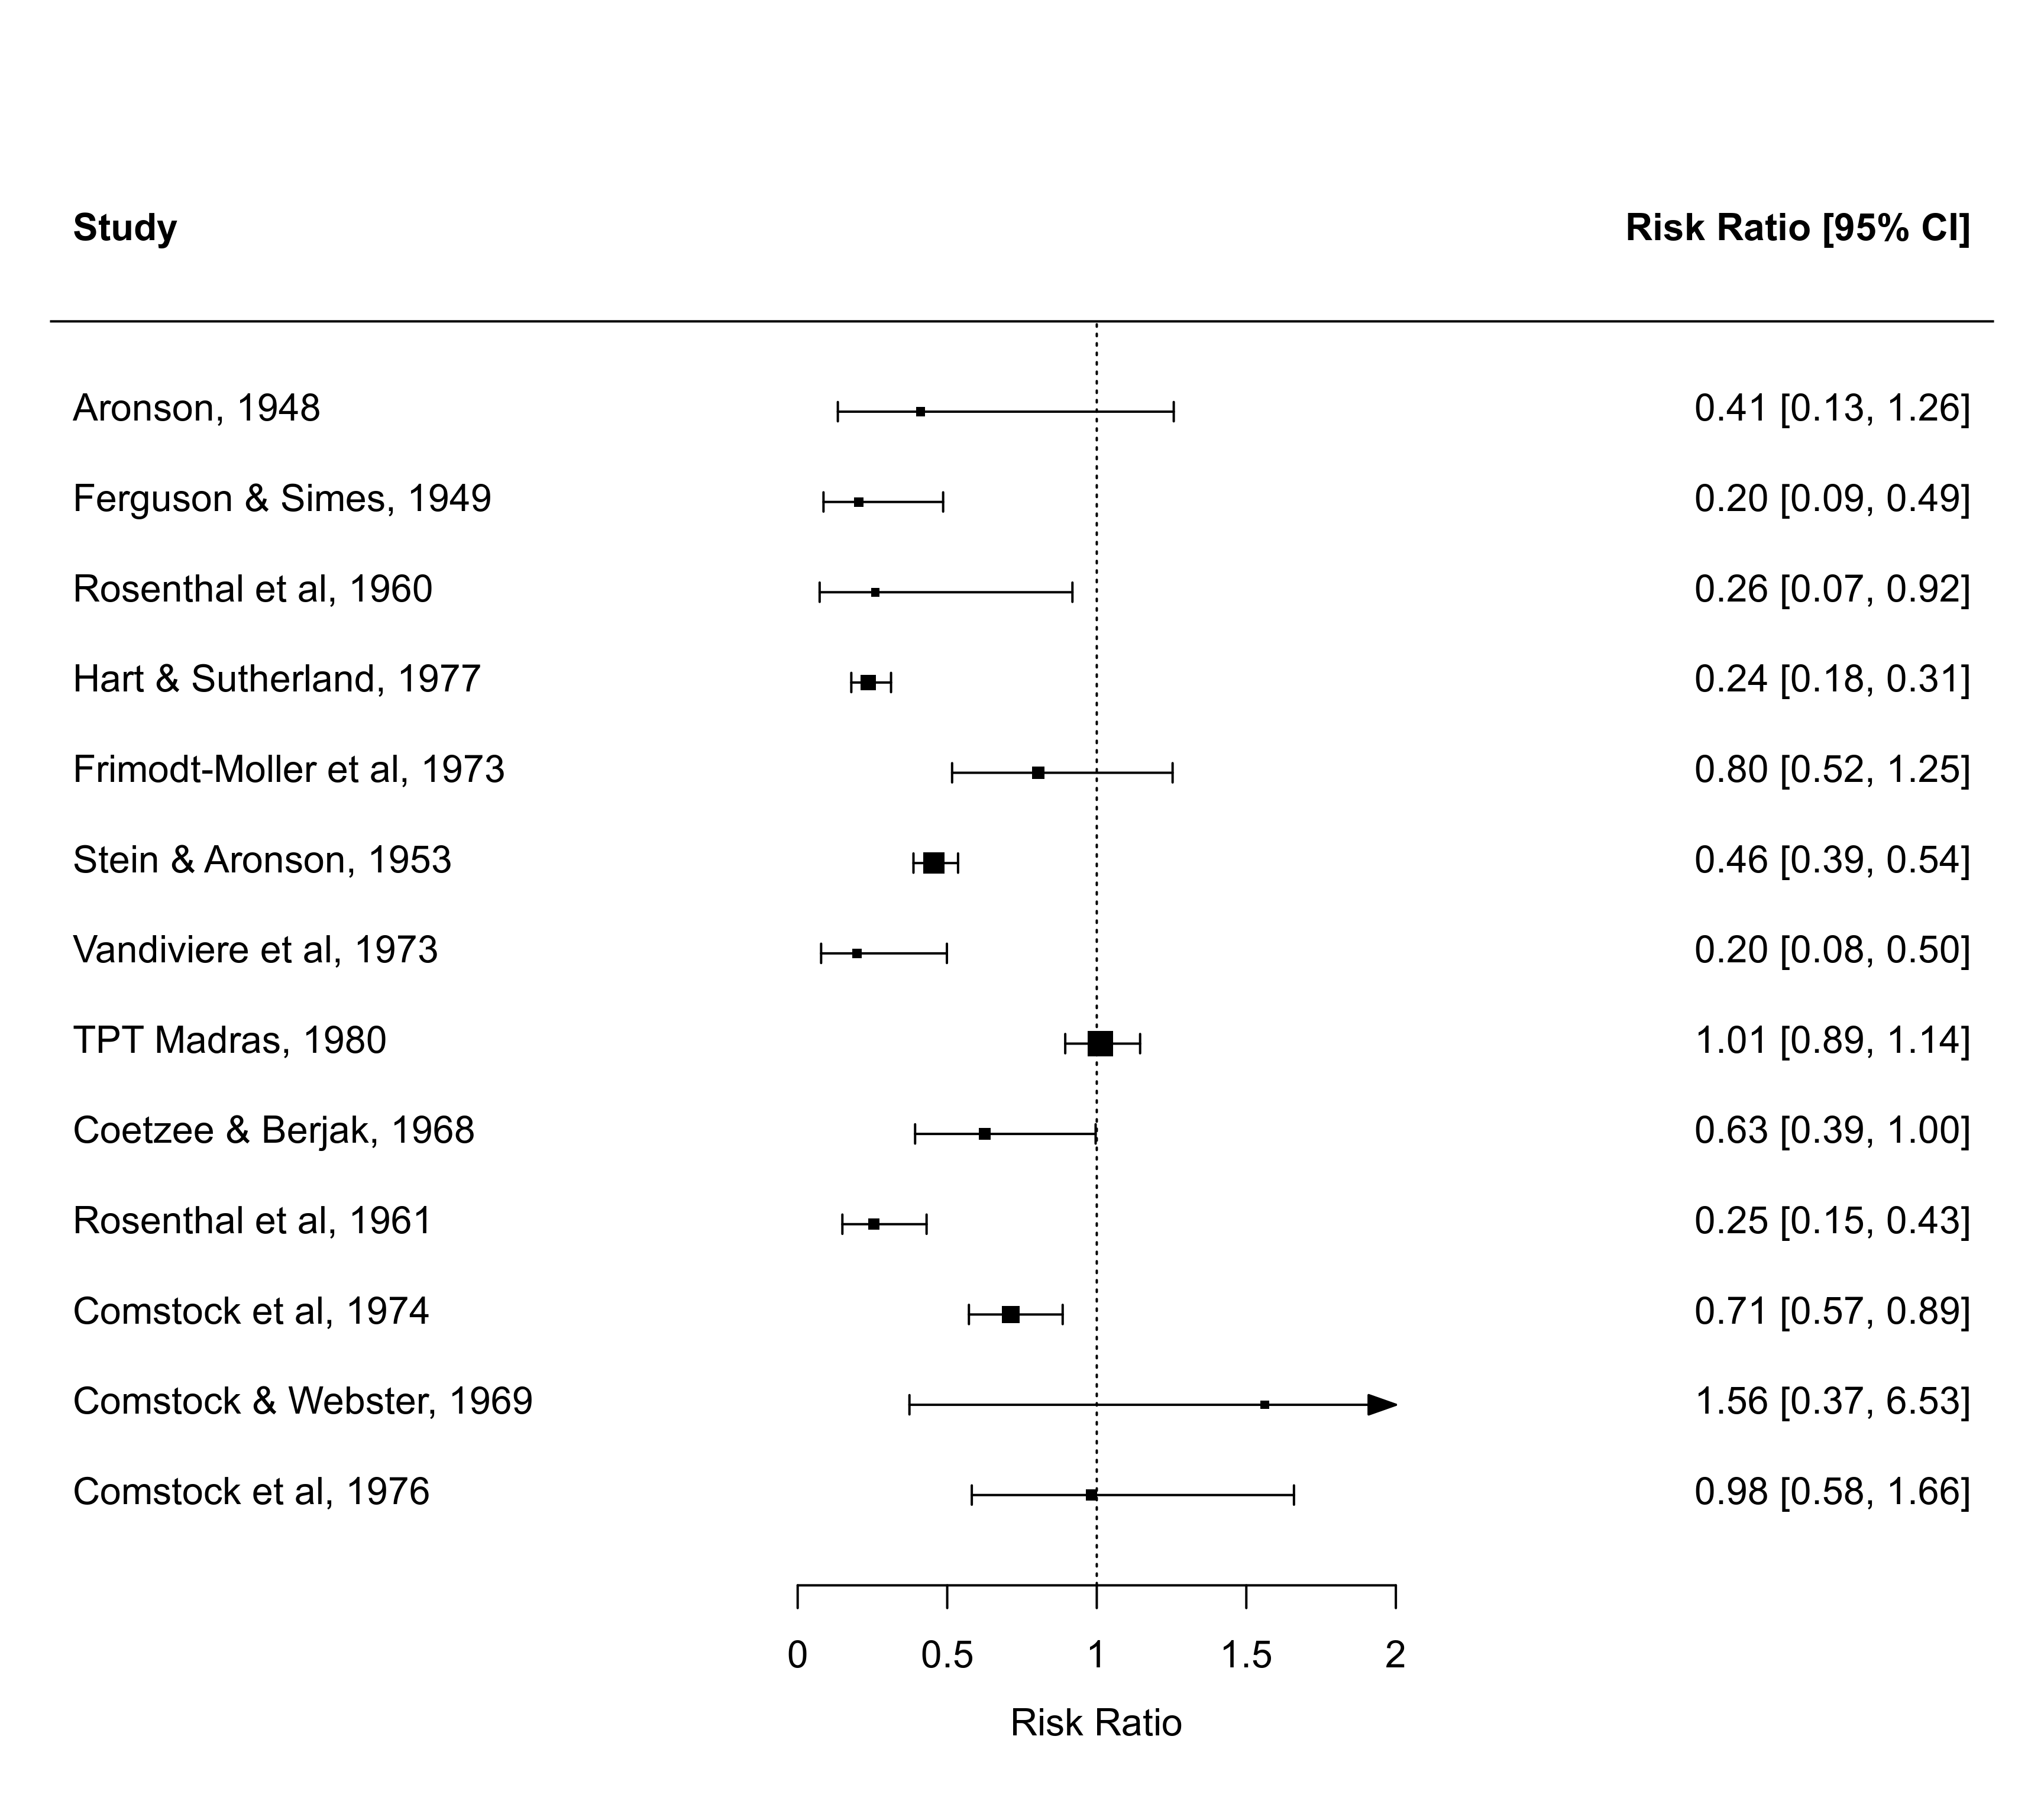 Study Risk Ratio [95% CI]
Aronson, 1948 0.41 [0.13, 1.26]
Ferguson & Simes, 1949 0.20 [0.09, 0.49]
Rosenthal et al, 1960 0.26 [0.07, 0.92]
Hart & Sutherland, 1977 0.24 [0.18, 0.31]
Frimodt-Moller et al, 1973 0.80 [0.52, 1.25]
Stein & Aronson, 1953 0.46 [0.39, 0.54]
Vandiviere et al, 1973 0.20 [0.08, 0.50]
TPT Madras, 1980 1.01 [0.89, 1.14]
Coetzee & Berjak, 1968 0.63 [0.39, 1.00]
Rosenthal et al, 1961 0.25 [0.15, 0.43]
Comstock et al, 1974 0.71 [0.57, 0.89]
Comstock & Webster, 1969 1.56 [0.37, 6.53]
Comstock et al, 1976 0.98 [0.58, 1.66]
0 0.5 1 1.5 2
Risk Ratio